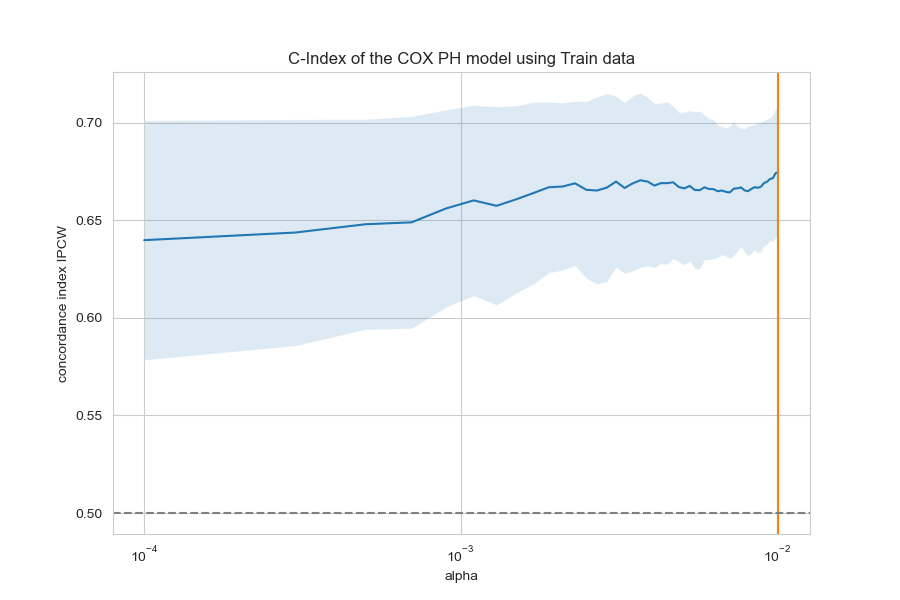 C-Index of the COX PH model using Train data
concordance index IPCW
0.70
0.65
0.60
0.55
0.50
10⁻⁴ 10⁻³ 10⁻²
alpha